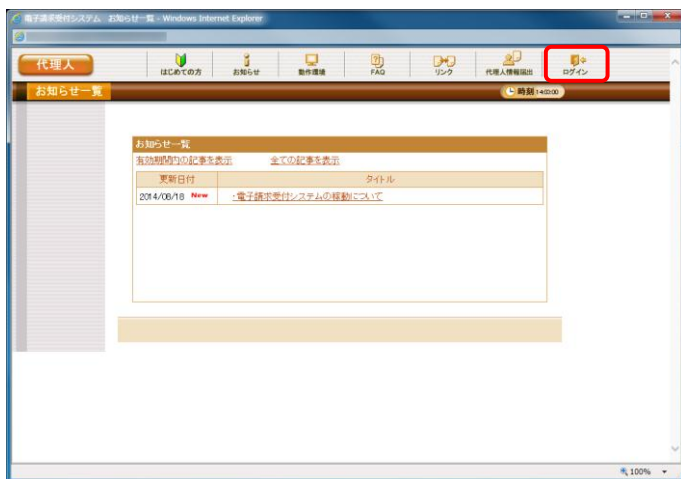 電子請求受付システム お知らせ一覧 - Windows Internet Explorer
代理人
はじめての方 お知らせ 動作環境 FAQ リンク 代理人情報届出 ログイン
お知らせ一覧 時刻 14:03:00
お知らせ一覧
有効期間内の記事を表示 全ての記事を表示
更新日付 タイトル
2014/08/18 New ・電子請求受付システムの稼動について
100%